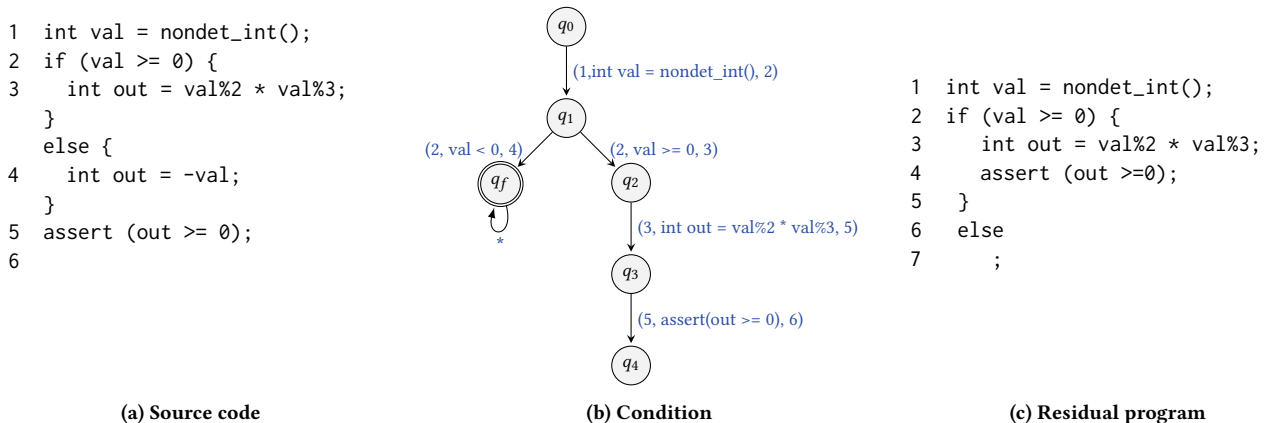 1 int val = nondet_int();
2 if (val >= 0) {
3 int out = val%2 * val%3;
}
else {
4 int out = -val;
}
5 assert (out >= 0);
6
(a) Source code
q0
(1,int val = nondet_int(), 2)
q1
(2, val < 0, 4)
(2, val >= 0, 3)
qf
q2
*
(3, int out = val%2 * val%3, 5)
q3
(5, assert(out >= 0), 6)
q4
(b) Condition
1 int val = nondet_int();
2 if (val >= 0) {
3 int out = val%2 * val%3;
4 assert (out >=0);
5 }
6 else
7 ;
(c) Residual program